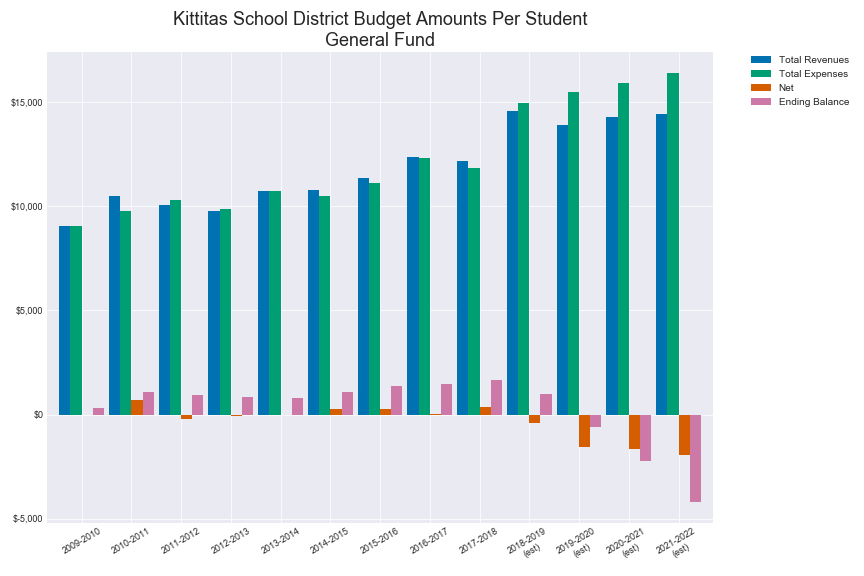 Kittitas School District Budget Amounts Per Student
General Fund
Total Revenues
Total Expenses
Net
Ending Balance
$15,000
$10,000
$5,000
$0
$-5,000
2009-2010
2010-2011
2011-2012
2012-2013
2013-2014
2014-2015
2015-2016
2016-2017
2017-2018
2018-2019
(est)
2019-2020
(est)
2020-2021
(est)
2021-2022
(est)